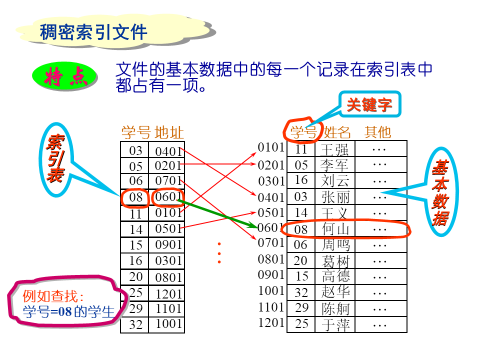 稠密索引文件
特点
文件的基本数据中的每一个记录在索引表中
都占有一项。
关键字
索引表
学号 地址
03 0401
05 0201
06 0701
08 0601
11 0101
14 0501
15 0901
16 0301
20 0801
25 1201
29 1101
32 1001
学号 姓名 其他
0101 11 王强 …
0201 05 李军 …
0301 16 刘云 …
0401 03 张丽 …
0501 14 王义 …
0601 08 何山 …
0701 06 周鸣 …
0801 20 葛树 …
0901 15 高德 …
1001 32 赵华 …
1101 29 陈舸 …
1201 25 于萍 …
基本数据
例如查找:
学号=08的学生